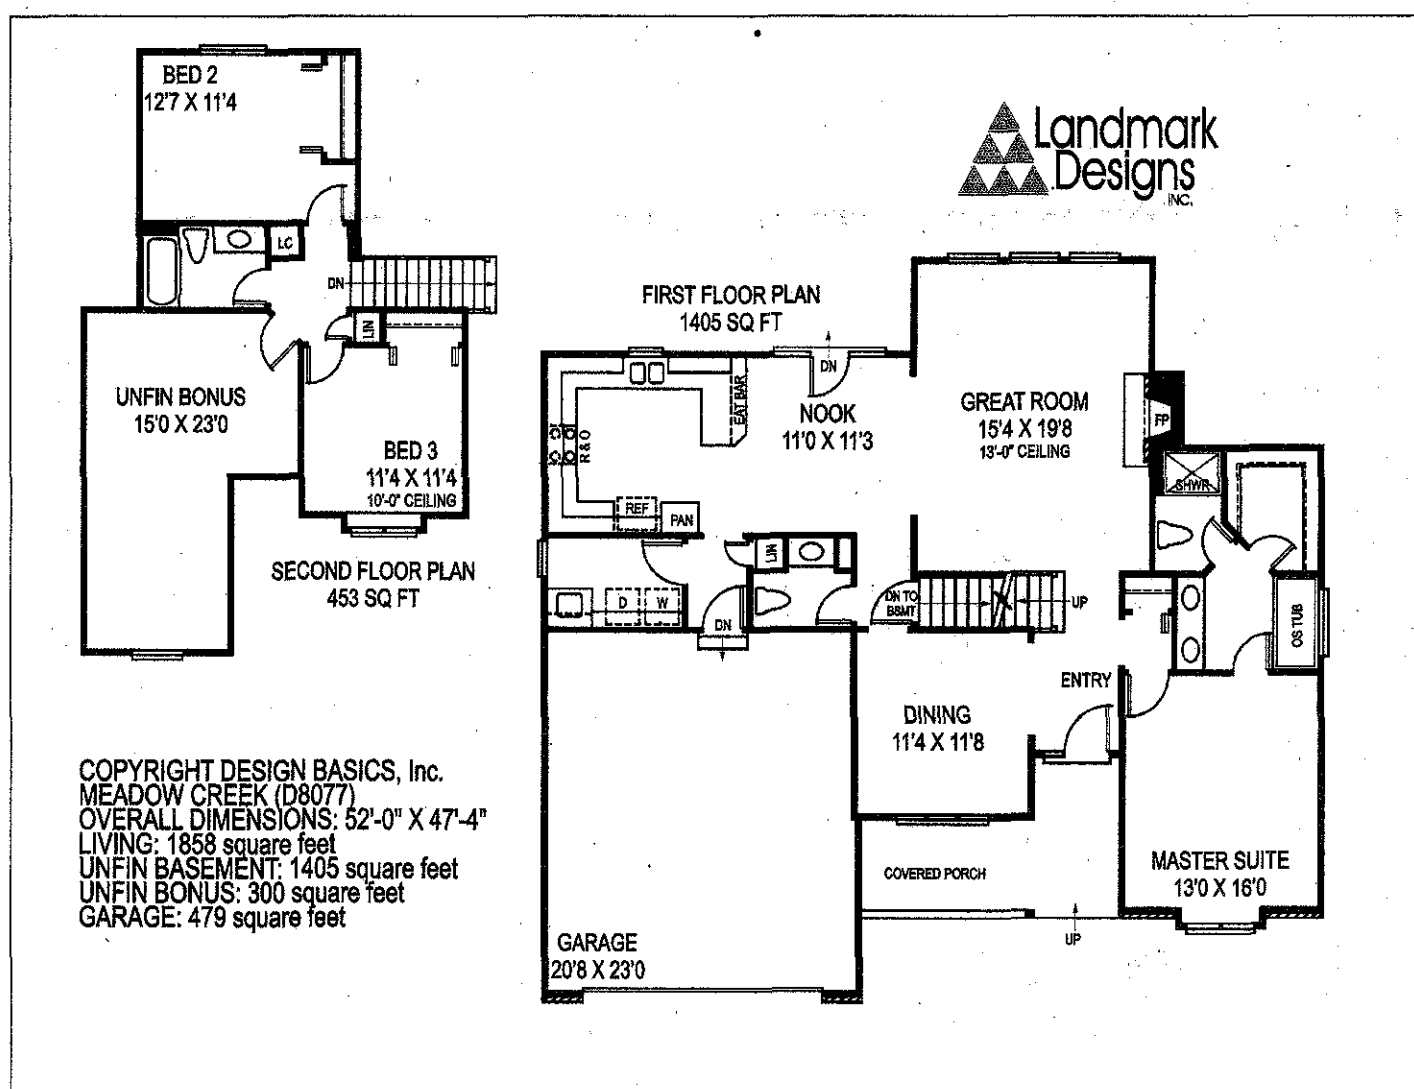 BED 2
12'7 X 11'4
LC
DN
LIN
UNFIN BONUS
15'0 X 23'0
BED 3
11'4 X 11'4
10'-0" CEILING
SECOND FLOOR PLAN
453 SQ FT
Landmark
Designs
INC.
FIRST FLOOR PLAN
1405 SQ FT
DN
EAT BAR
NOOK
11'0 X 11'3
R & O
REF
PAN
GREAT ROOM
15'4 X 19'8
13'-0" CEILING
FP
SHWR
LIN
D
W
DN
DN TO
BSMT
UP
OS TUB
ENTRY
DINING
11'4 X 11'8
COVERED PORCH
MASTER SUITE
13'0 X 16'0
UP
GARAGE
20'8 X 23'0
COPYRIGHT DESIGN BASICS, Inc.
MEADOW CREEK (D8077)
OVERALL DIMENSIONS: 52'-0" X 47'-4"
LIVING: 1858 square feet
UNFIN BASEMENT: 1405 square feet
UNFIN BONUS: 300 square feet
GARAGE: 479 square feet